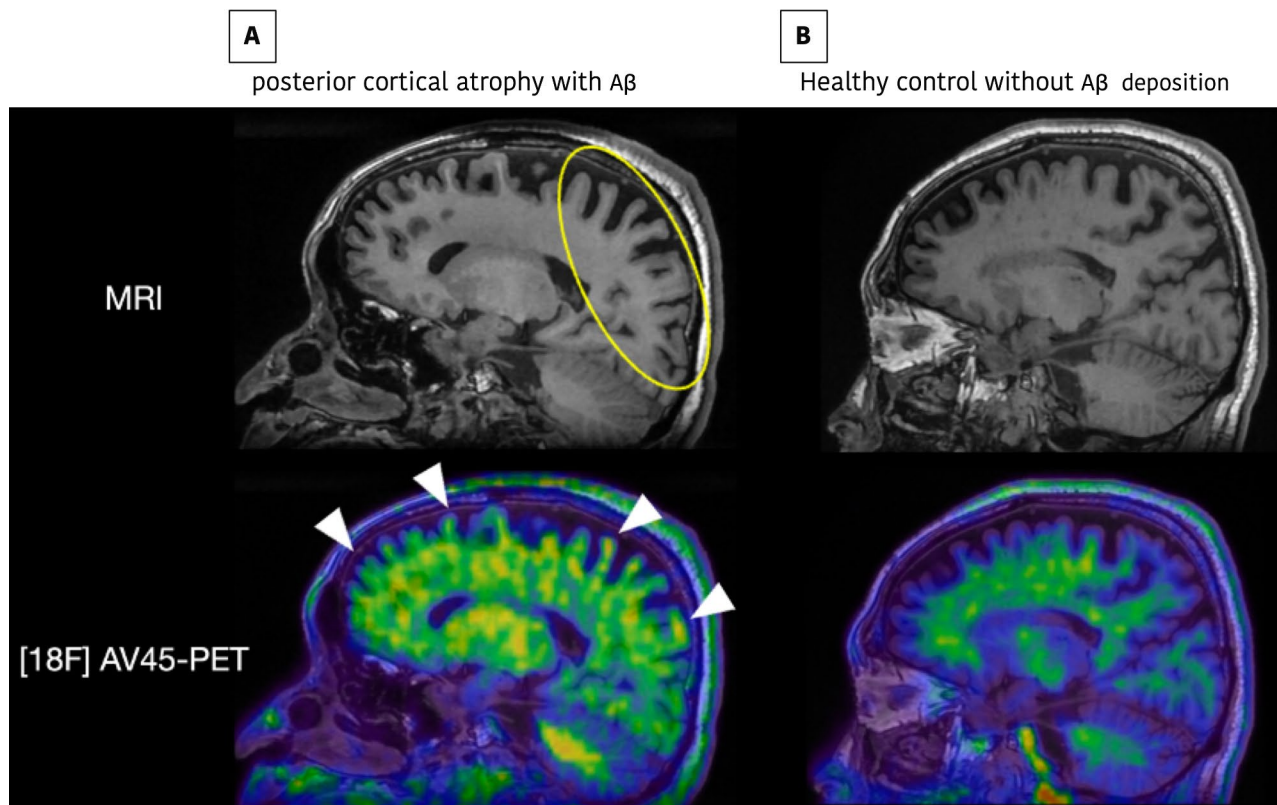 A
B
posterior cortical atrophy with Aβ
Healthy control without Aβ deposition
MRI
[18F] AV45-PET